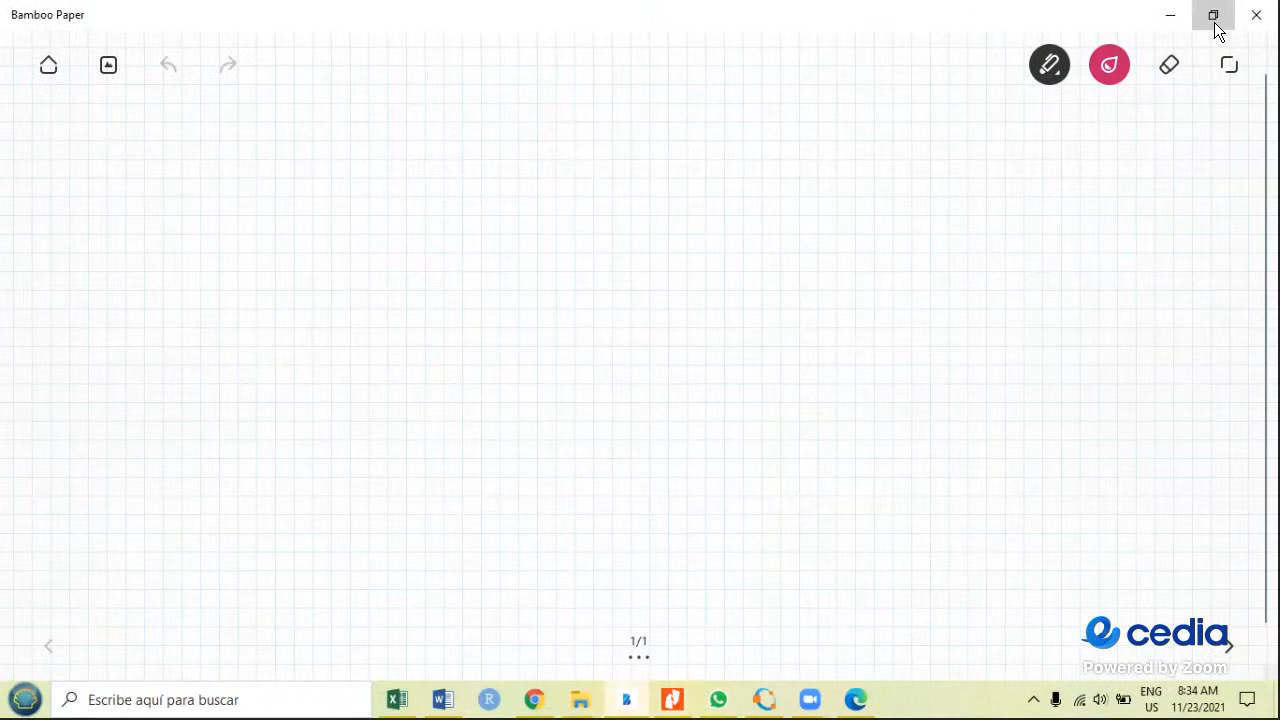 Bamboo Paper
1/1
cedia
Powered by Zoom
Escribe aquí para buscar
ENG
US
8:34 AM
11/23/2021